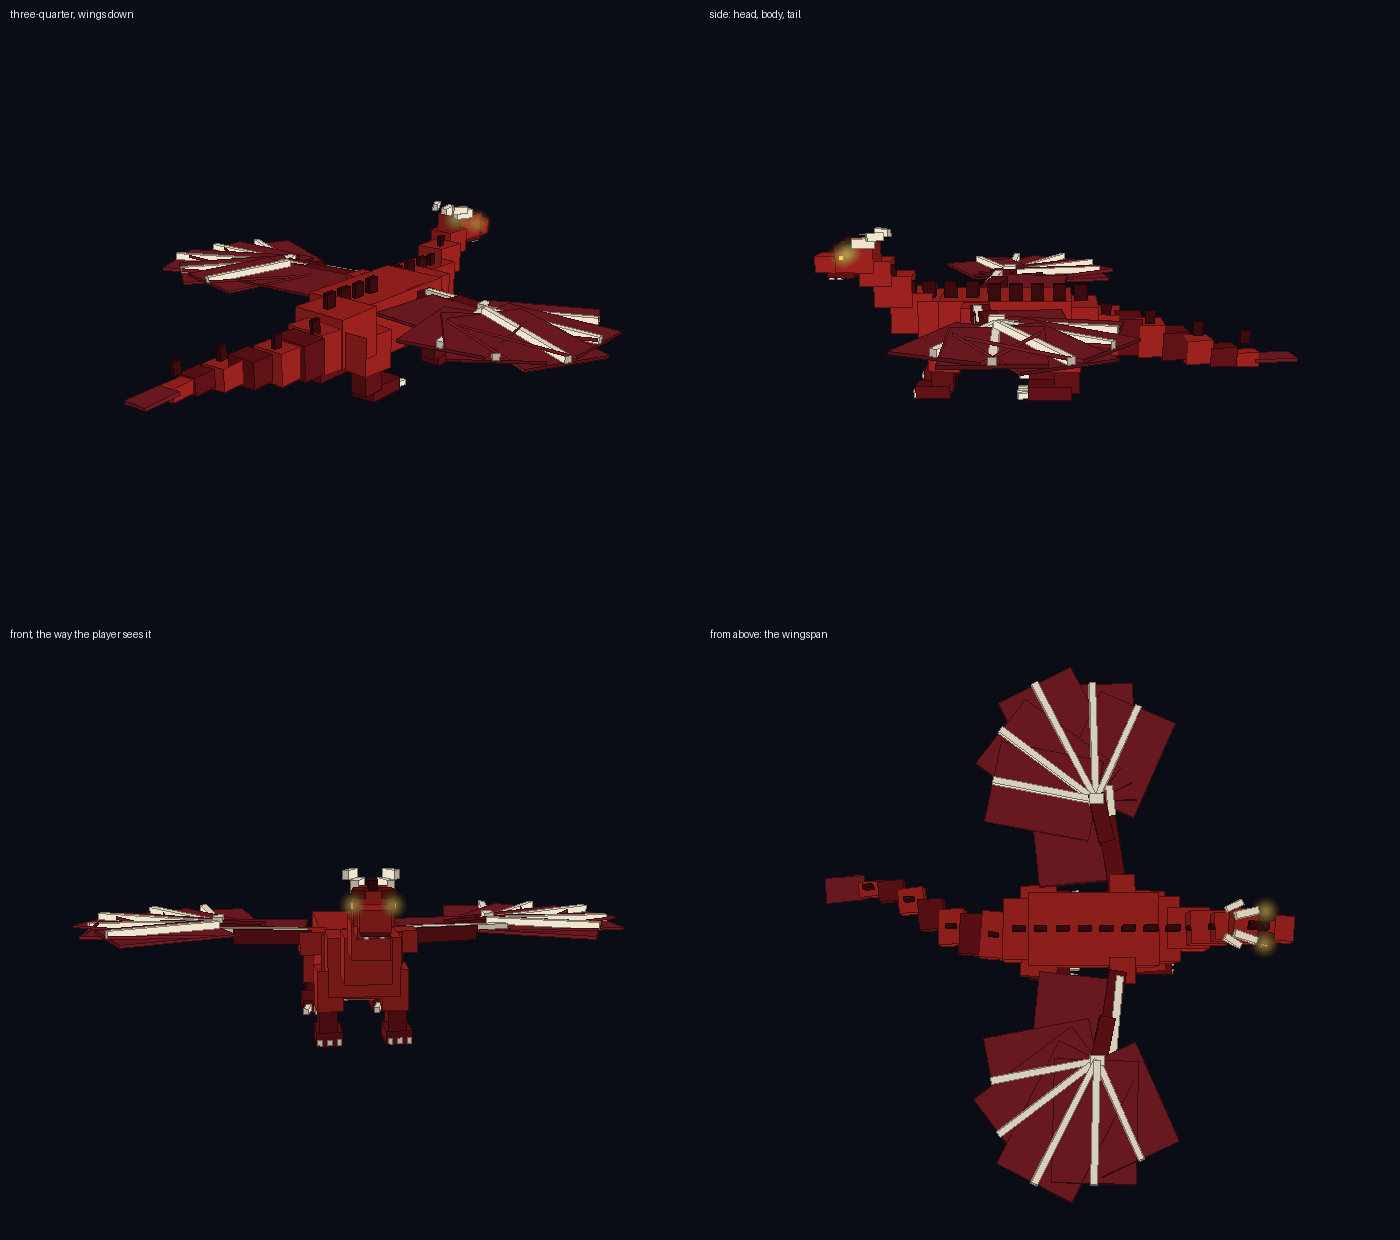 three-quarter, wings down
side: head, body, tail
front, the way the player sees it
from above: the wingspan